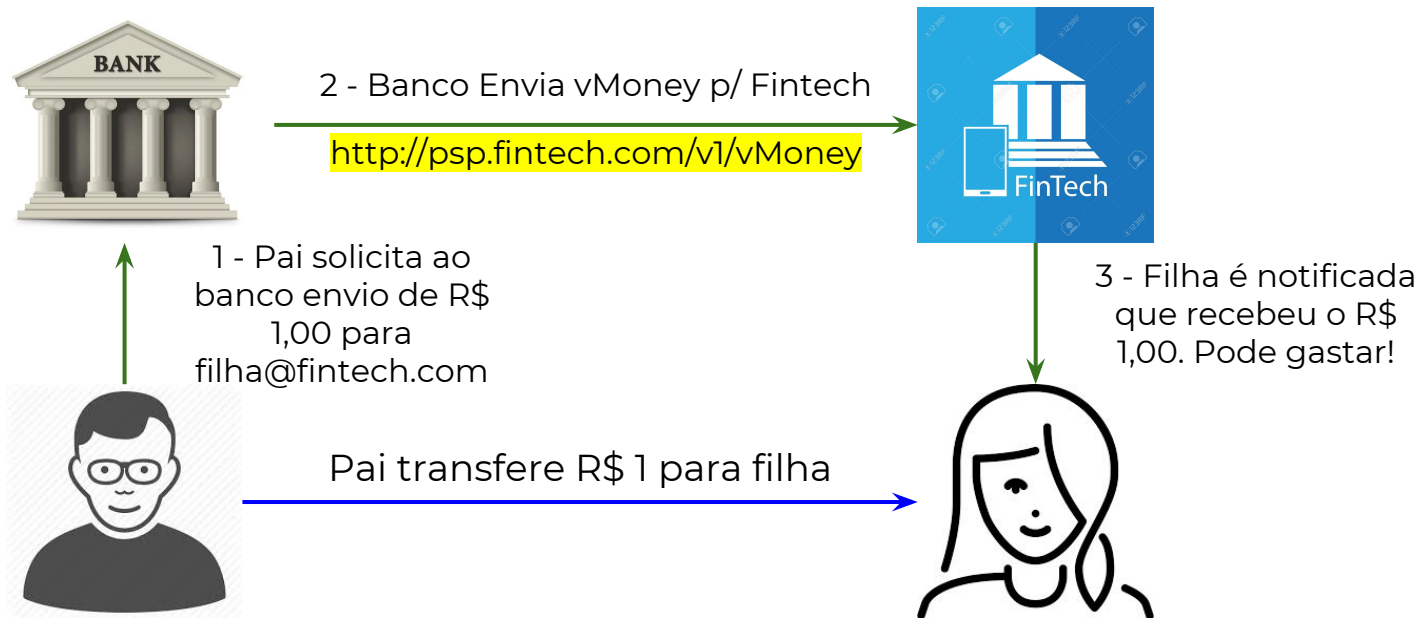 BANK
2 - Banco Envia vMoney p/ Fintech
http://psp.fintech.com/v1/vMoney
FinTech
1 - Pai solicita ao
banco envio de R$
1,00 para
filha@fintech.com
3 - Filha é notificada
que recebeu o R$
1,00. Pode gastar!
Pai transfere R$ 1 para filha